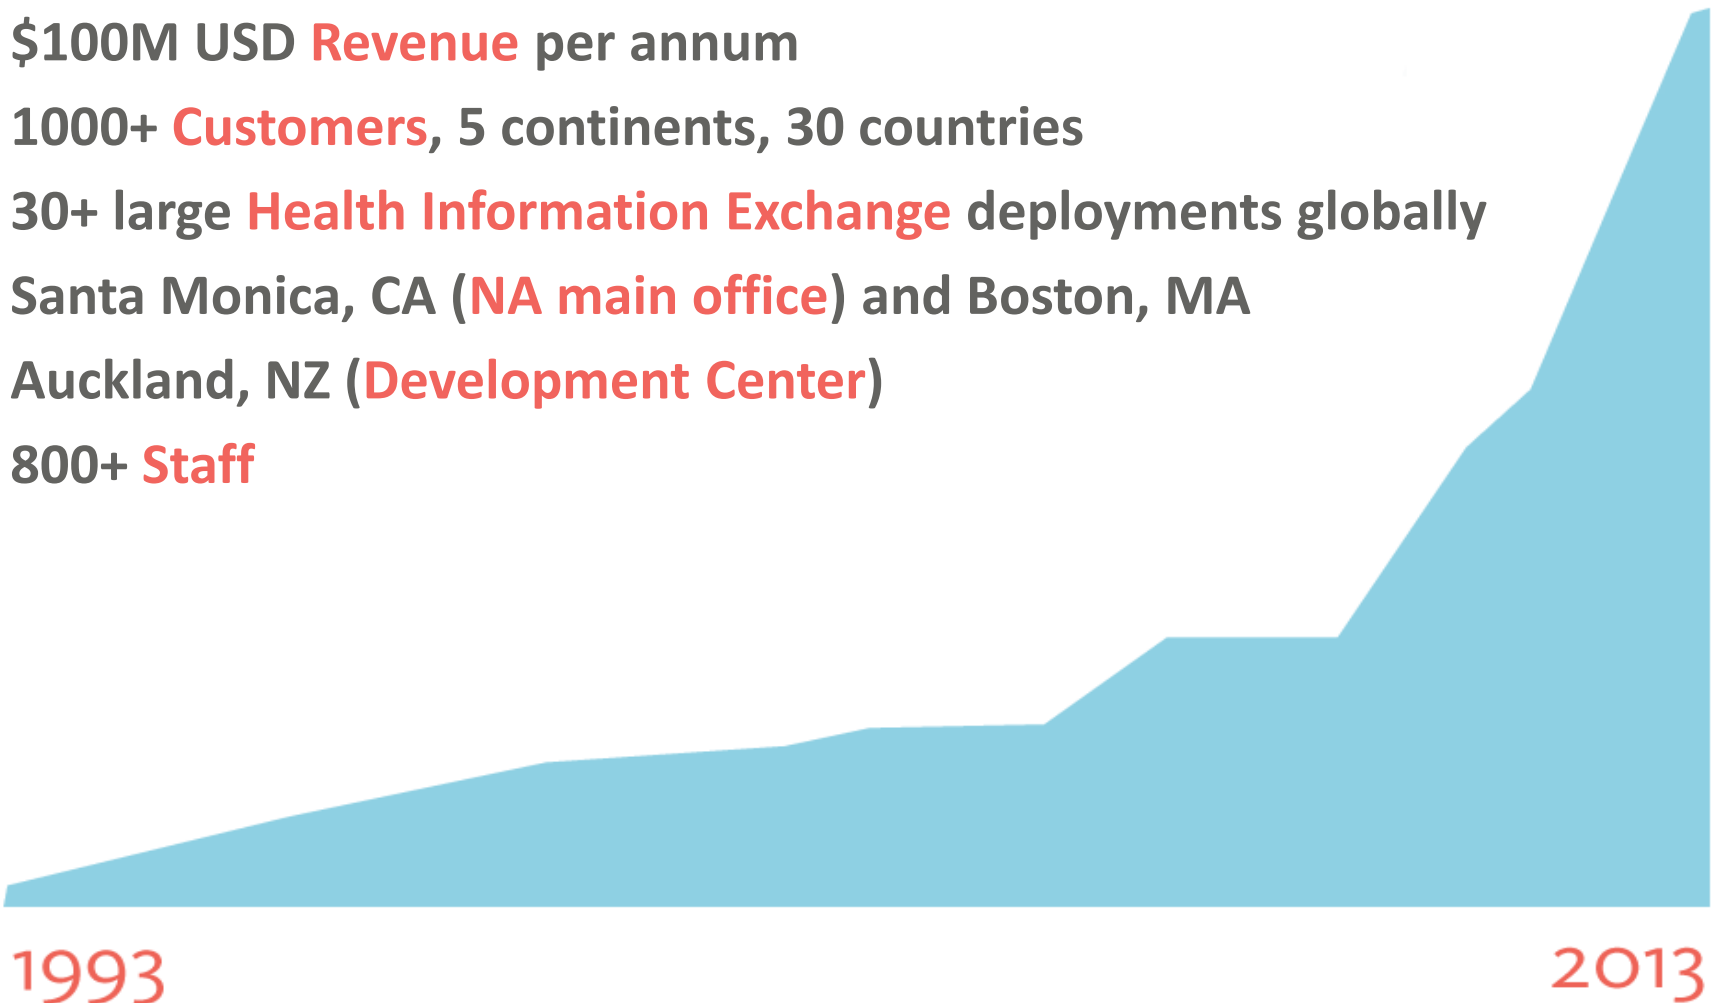 $100M USD Revenue per annum
1000+ Customers, 5 continents, 30 countries
30+ large Health Information Exchange deployments globally
Santa Monica, CA (NA main office) and Boston, MA
Auckland, NZ (Development Center)
800+ Staff
1993
2013